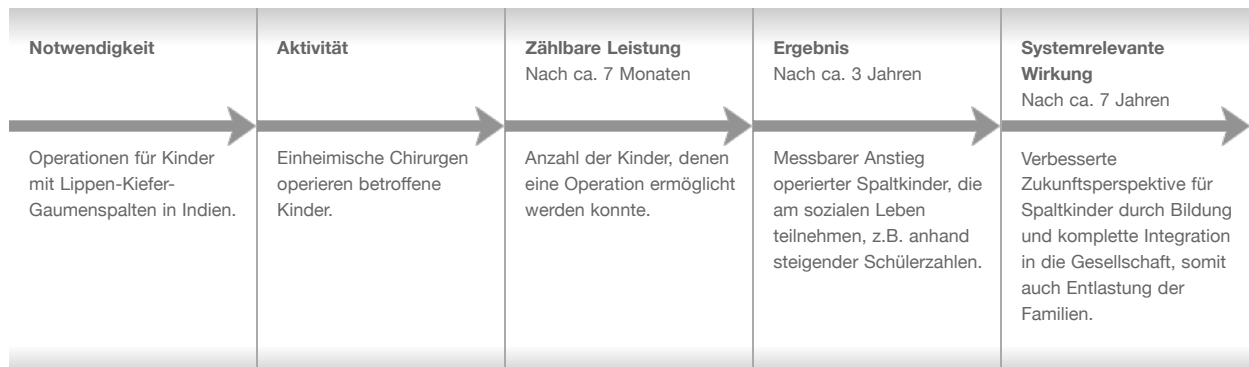 Notwendigkeit
Operationen für Kinder
mit Lippen-Kiefer-
Gaumenspalten in Indien.
Aktivität
Einheimische Chirurgen
operieren betroffene
Kinder.
Zählbare Leistung
Nach ca. 7 Monaten
Anzahl der Kinder, denen
eine Operation ermöglicht
werden konnte.
Ergebnis
Nach ca. 3 Jahren
Messbarer Anstieg
operierter Spaltkinder, die
am sozialen Leben
teilnehmen, z.B. anhand
steigender Schülerzahlen.
Systemrelevante
Wirkung
Nach ca. 7 Jahren
Verbesserte
Zukunftsperspektive für
Spaltkinder durch Bildung
und komplette Integration
in die Gesellschaft, somit
auch Entlastung der
Familien.